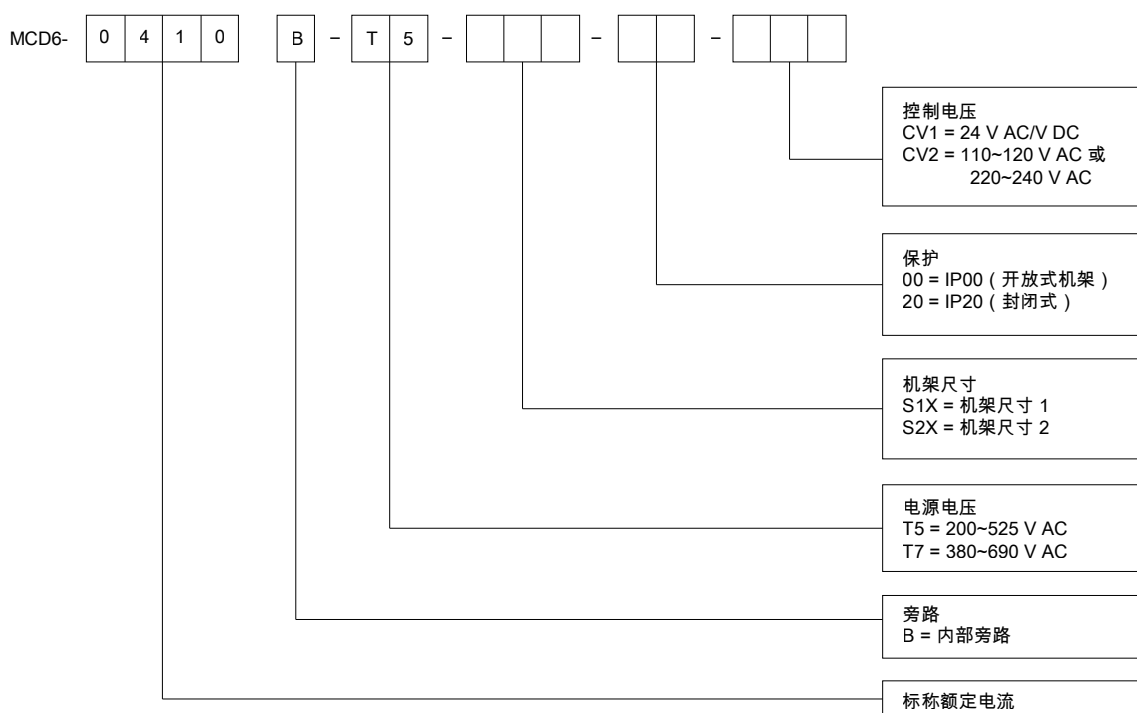 MCD6- 0 4 1 0 B – T 5 – – –
控制电压
CV1 = 24 V AC/V DC
CV2 = 110~120 V AC 或
220~240 V AC
保护
00 = IP00 ( 开放式机架 )
20 = IP20 ( 封闭式 )
机架尺寸
S1X = 机架尺寸 1
S2X = 机架尺寸 2
电源电压
T5 = 200~525 V AC
T7 = 380~690 V AC
旁路
B = 内部旁路
标称额定电流